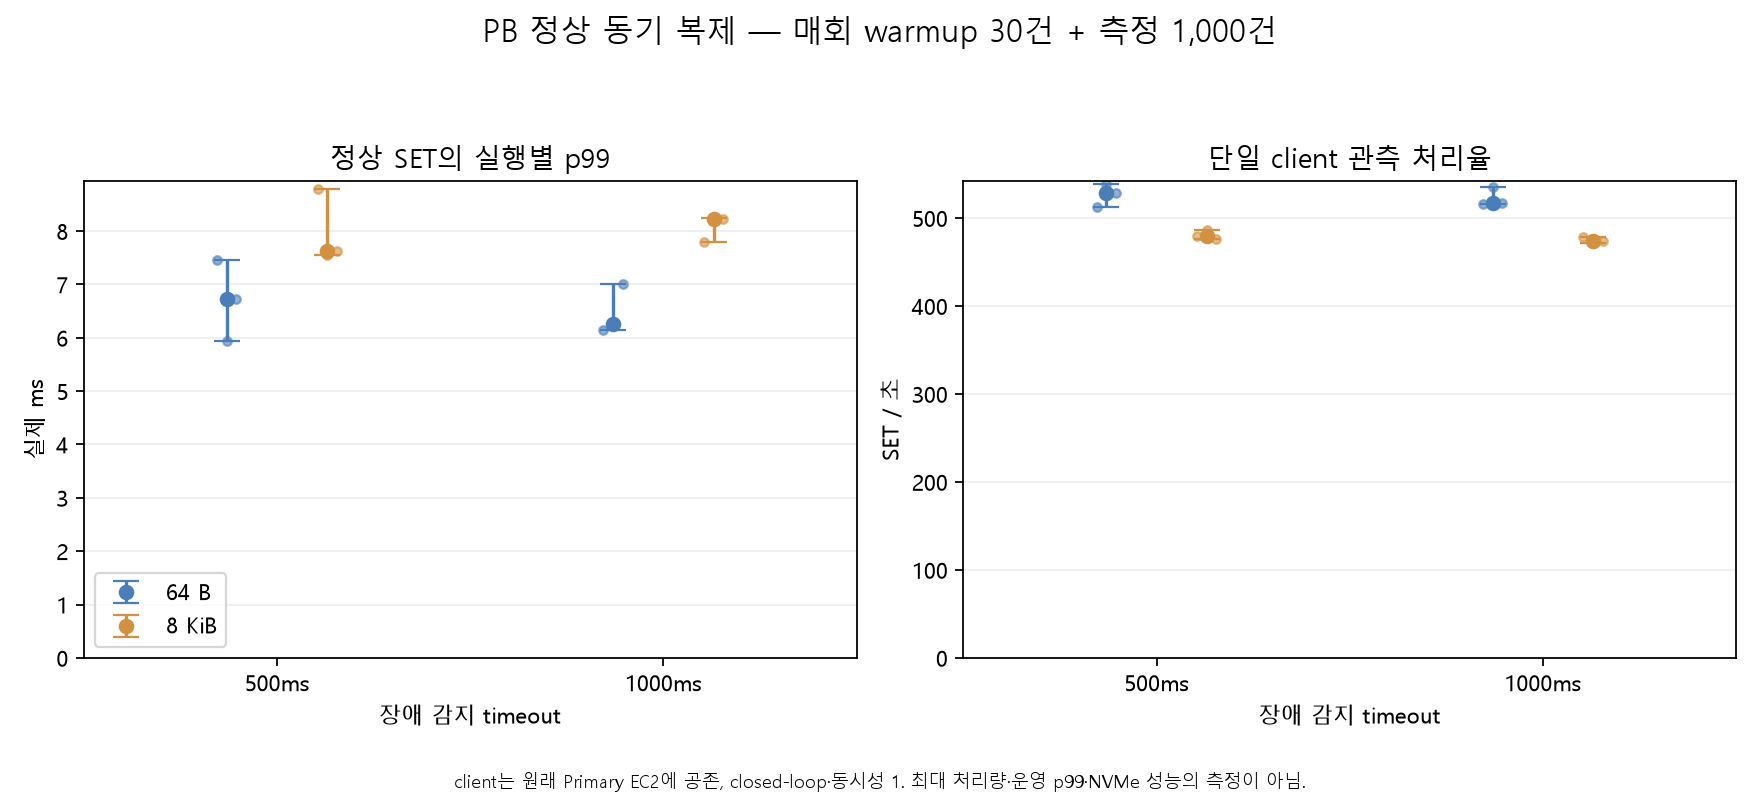 PB 정상 동기 복제 — 매회 warmup 30건 + 측정 1,000건
정상 SET의 실행별 p99
실제 ms
8
7
6
5
4
3
2
1
0
64 B
8 KiB
500ms
1000ms
장애 감지 timeout
단일 client 관측 처리율
SET / 초
500
400
300
200
100
0
500ms
1000ms
장애 감지 timeout
client는 원래 Primary EC2에 공존, closed-loop·동시성 1. 최대 처리량·운영 p99·NVMe 성능의 측정이 아님.